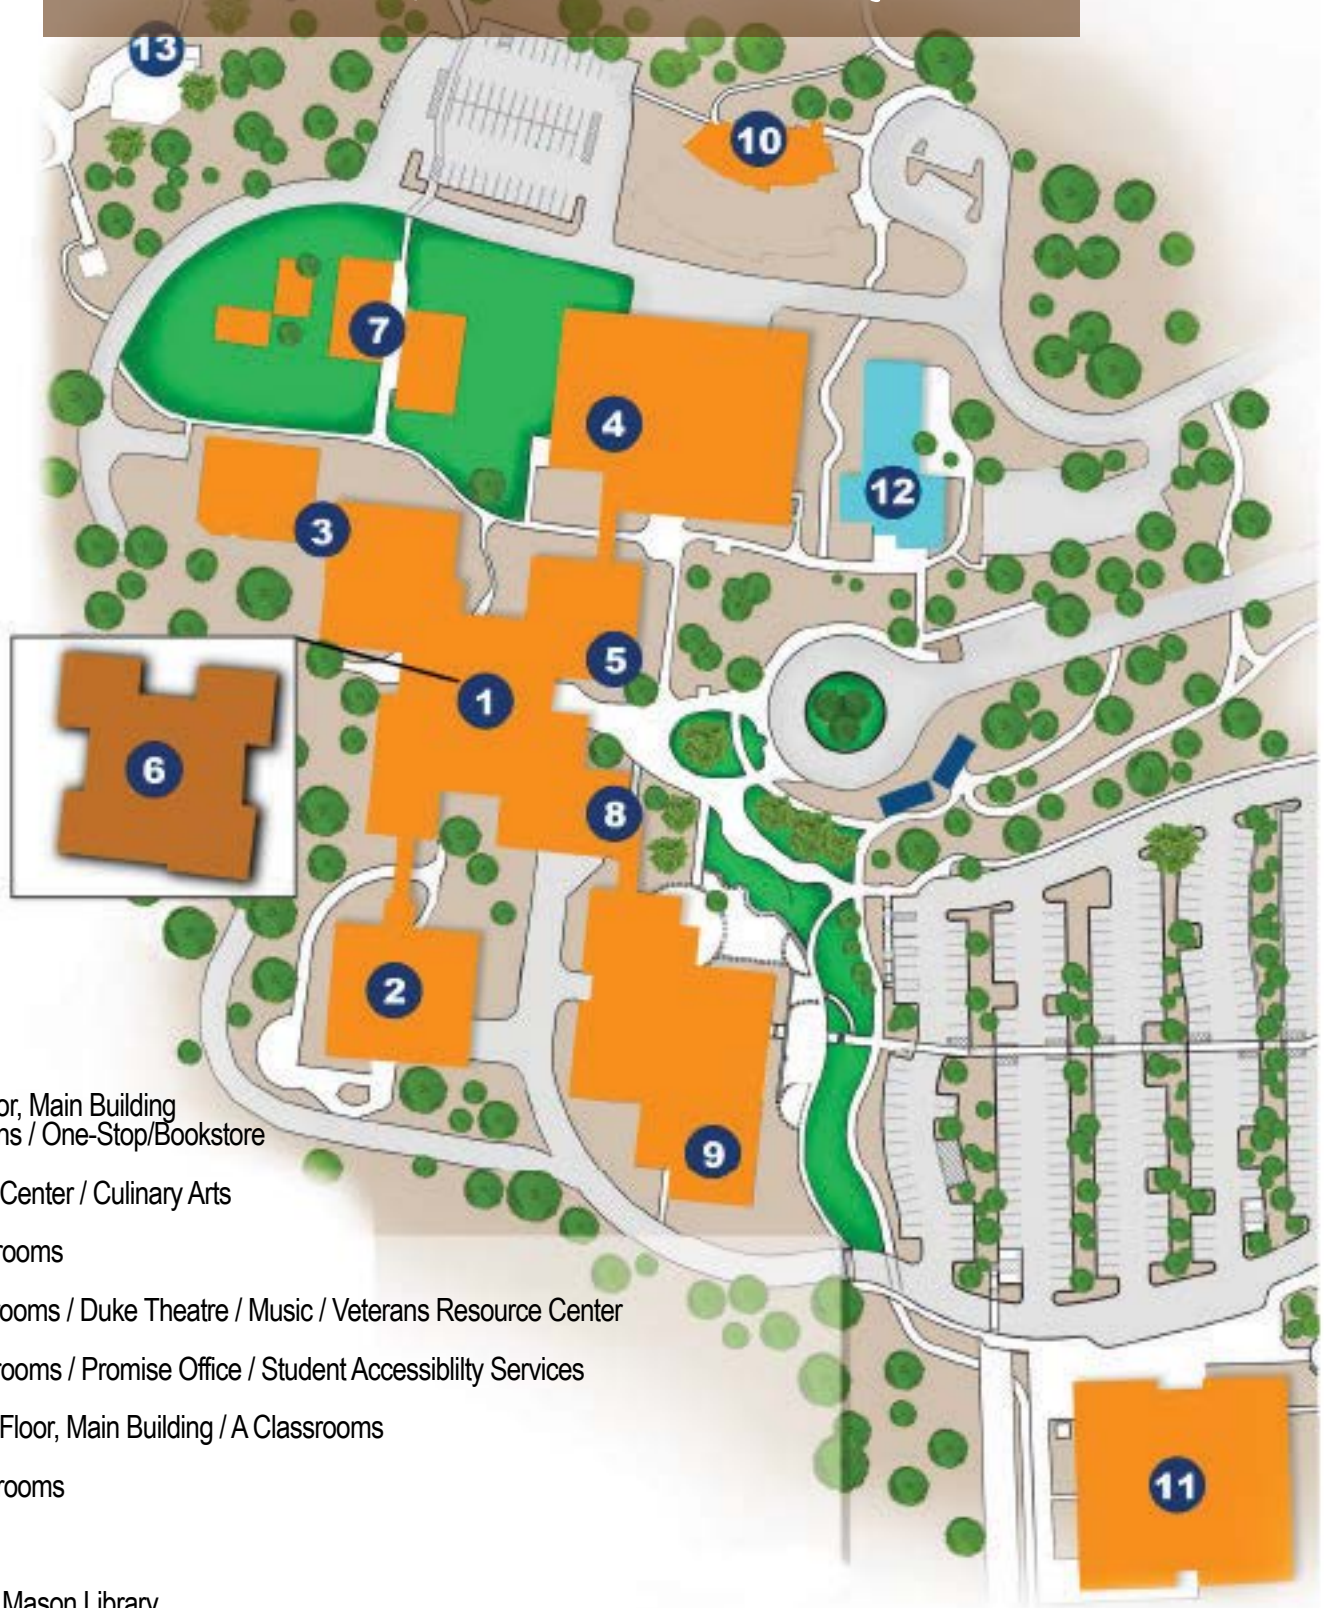 13
10
7
4
12
3
5
1
6
8
2
9
11
or, Main Building
ns / One-Stop/Bookstore
Center / Culinary Arts
rooms
ooms / Duke Theatre / Music / Veterans Resource Center
rooms / Promise Office / Student Accessiblilty Services
Floor, Main Building / A Classrooms
rooms
Mason Library